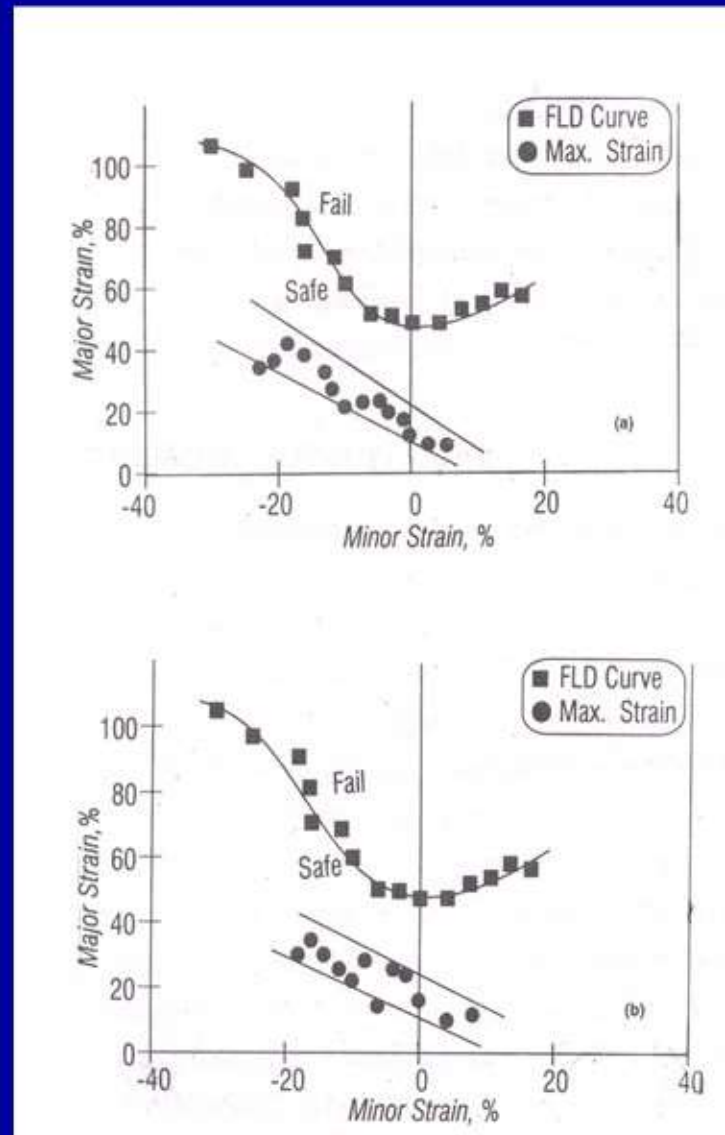 FLD Curve
Max. Strain
100
80
60
40
20
0
Major Strain, %
Fail
Safe
(a)
-40
-20
0
20
40
Minor Strain, %
FLD Curve
Max. Strain
100
80
60
40
20
0
Major Strain, %
Fail
Safe
(b)
-40
-20
0
20
40
Minor Strain, %